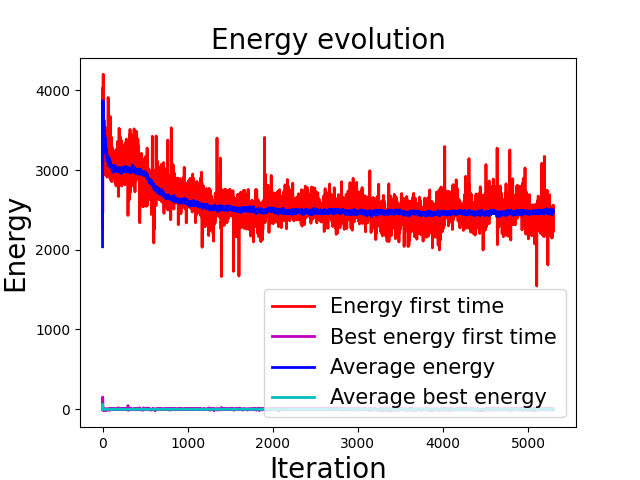 Energy evolution
Energy
4000
3000
2000
1000
0
Energy first time
Best energy first time
Average energy
Average best energy
0 1000 2000 3000 4000 5000
Iteration